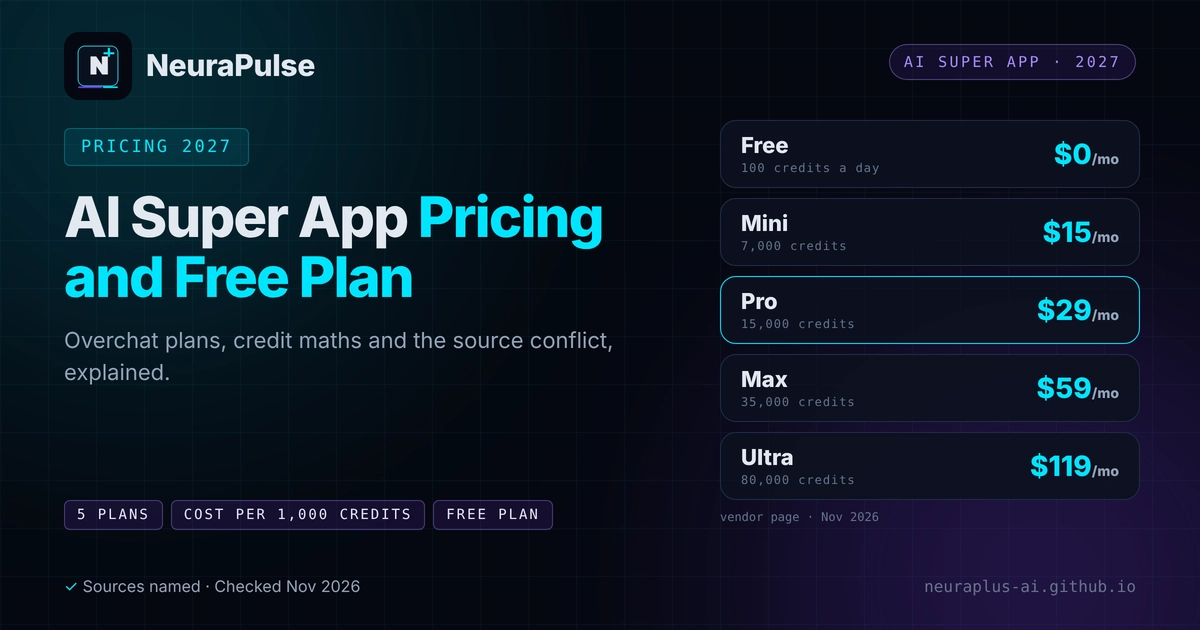 N+
NeuraPulse
AI SUPER APP · 2027
PRICING 2027
AI Super App Pricing
and Free Plan
Overchat plans, credit maths and the source conflict,
explained.
5 PLANS
COST PER 1,000 CREDITS
FREE PLAN
✓ Sources named · Checked Nov 2026
Free
100 credits a day
$0/mo
Mini
7,000 credits
$15/mo
Pro
15,000 credits
$29/mo
Max
35,000 credits
$59/mo
Ultra
80,000 credits
$119/mo
vendor page · Nov 2026
neuraplus-ai.github.io